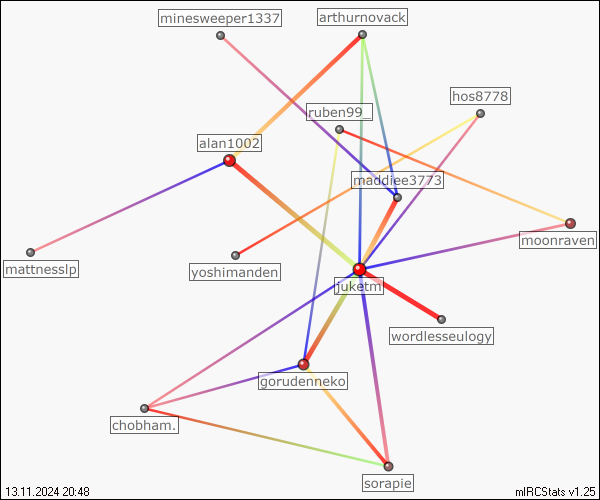 minesweeper1337
arthurnovack
hos8778
ruben99_
alan1002
maddiee3773
moonraven
mattnesslp
yoshimanden
juketm
wordlesseulogy
gorudenneko
chobham.
sorapie
13.11.2024 20:48
mIRCStats v1.25